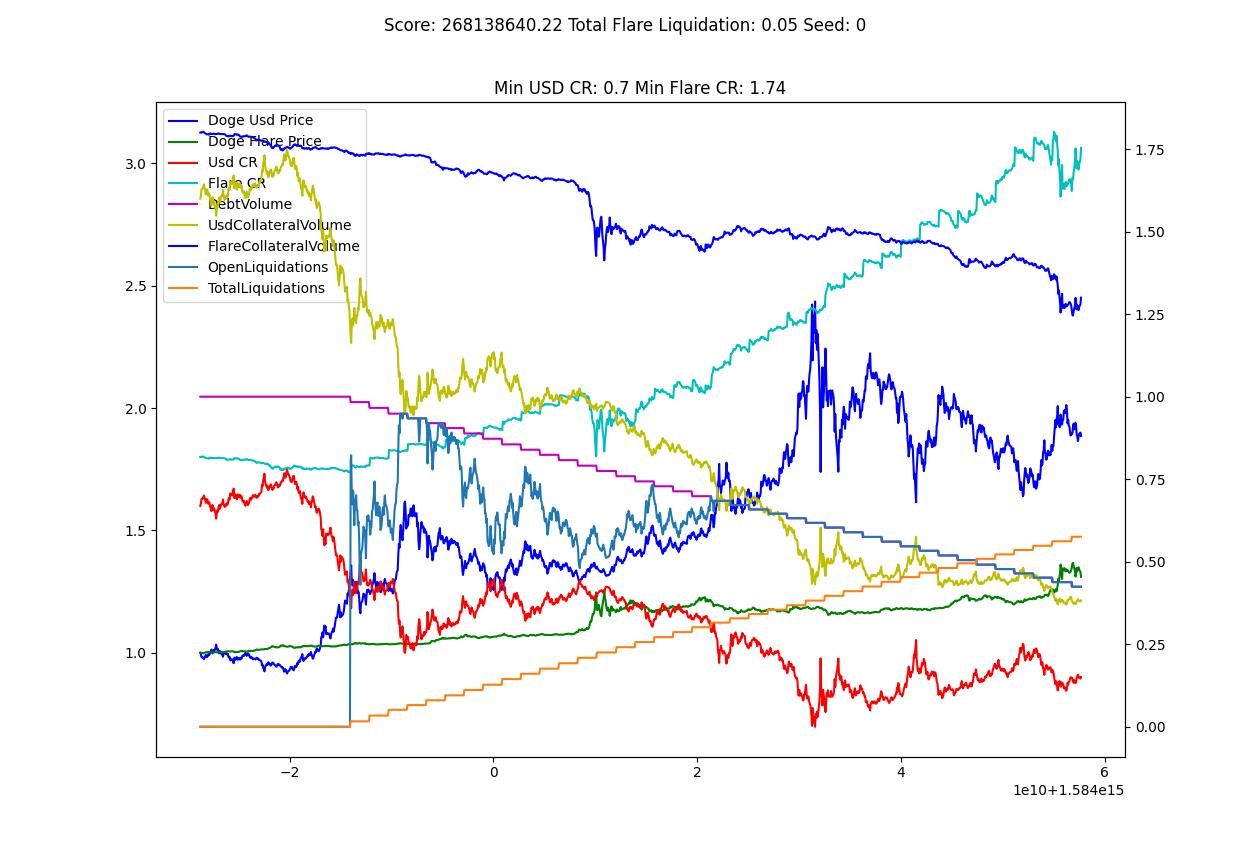 Score: 268138640.22 Total Flare Liquidation: 0.05 Seed: 0
Min USD CR: 0.7 Min Flare CR: 1.74
Doge Usd Price
Doge Flare Price
Usd CR
Flare CR
DebtVolume
UsdCollateralVolume
FlareCollateralVolume
OpenLiquidations
TotalLiquidations
3.0
2.5
2.0
1.5
1.0
1.75
1.50
1.25
1.00
0.75
0.50
0.25
0.00
−2 0 2 4 6
1e10+1.584e15